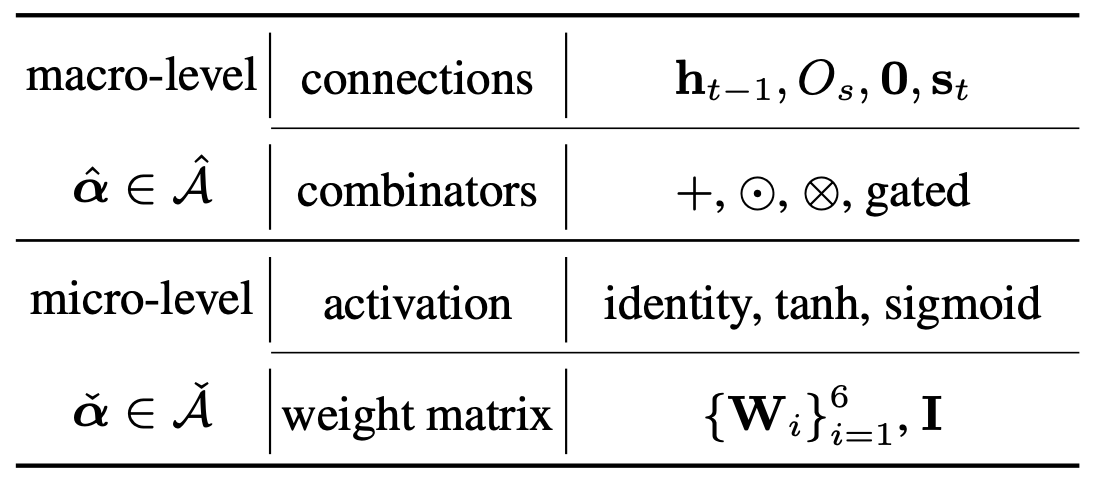 macro-level connections h_{t−1}, O_s, 0, s_t
α̂ ∈ Â combinators +, ⊙, ⊗, gated
micro-level activation identity, tanh, sigmoid
α̌ ∈ Ǎ weight matrix {W_i}_{i=1}^6, I